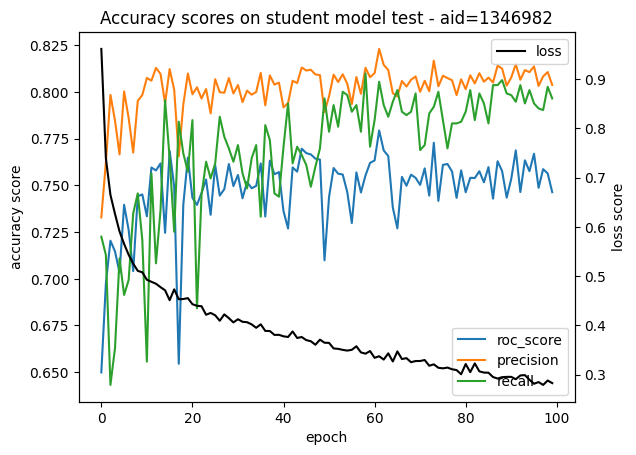 Accuracy scores on student model test - aid=1346982
0.825
0.800
0.775
0.750
0.725
0.700
0.675
0.650
accuracy score
0.9
0.8
0.7
0.6
0.5
0.4
0.3
loss score
0
20
40
60
80
100
epoch
loss
roc_score
precision
recall